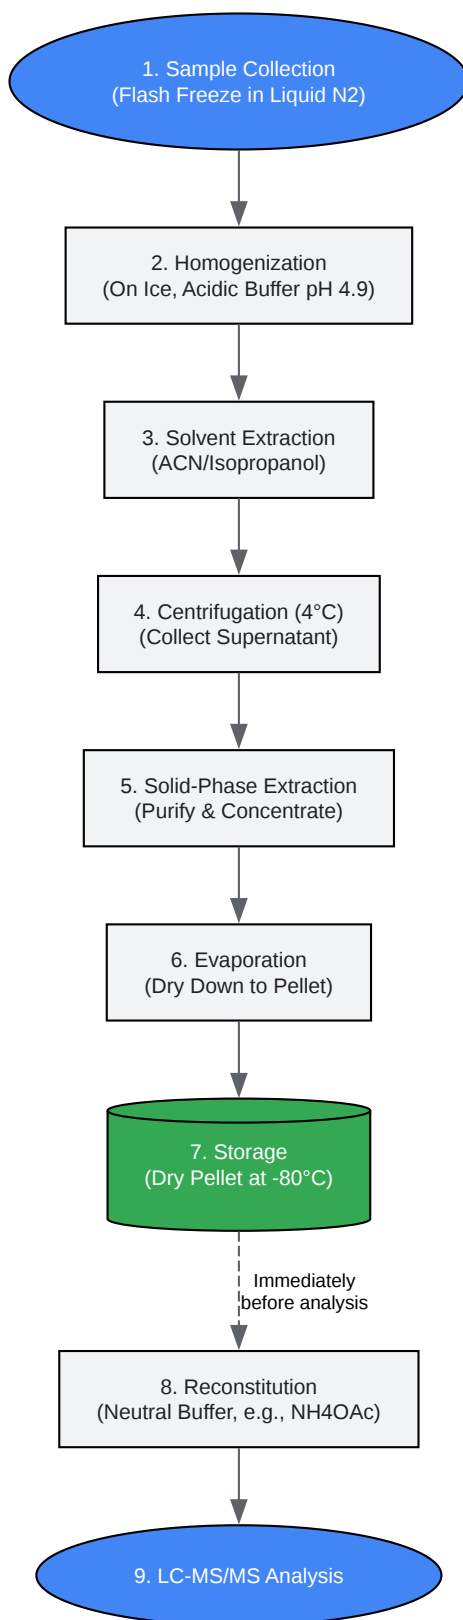 1. Sample Collection
(Flash Freeze in Liquid N2)
2. Homogenization
(On Ice, Acidic Buffer pH 4.9)
3. Solvent Extraction
(ACN/Isopropanol)
4. Centrifugation (4°C)
(Collect Supernatant)
5. Solid-Phase Extraction
(Purify & Concentrate)
6. Evaporation
(Dry Down to Pellet)
7. Storage
(Dry Pellet at -80°C)
Immediately
before analysis
8. Reconstitution
(Neutral Buffer, e.g., NH4OAc)
9. LC-MS/MS Analysis